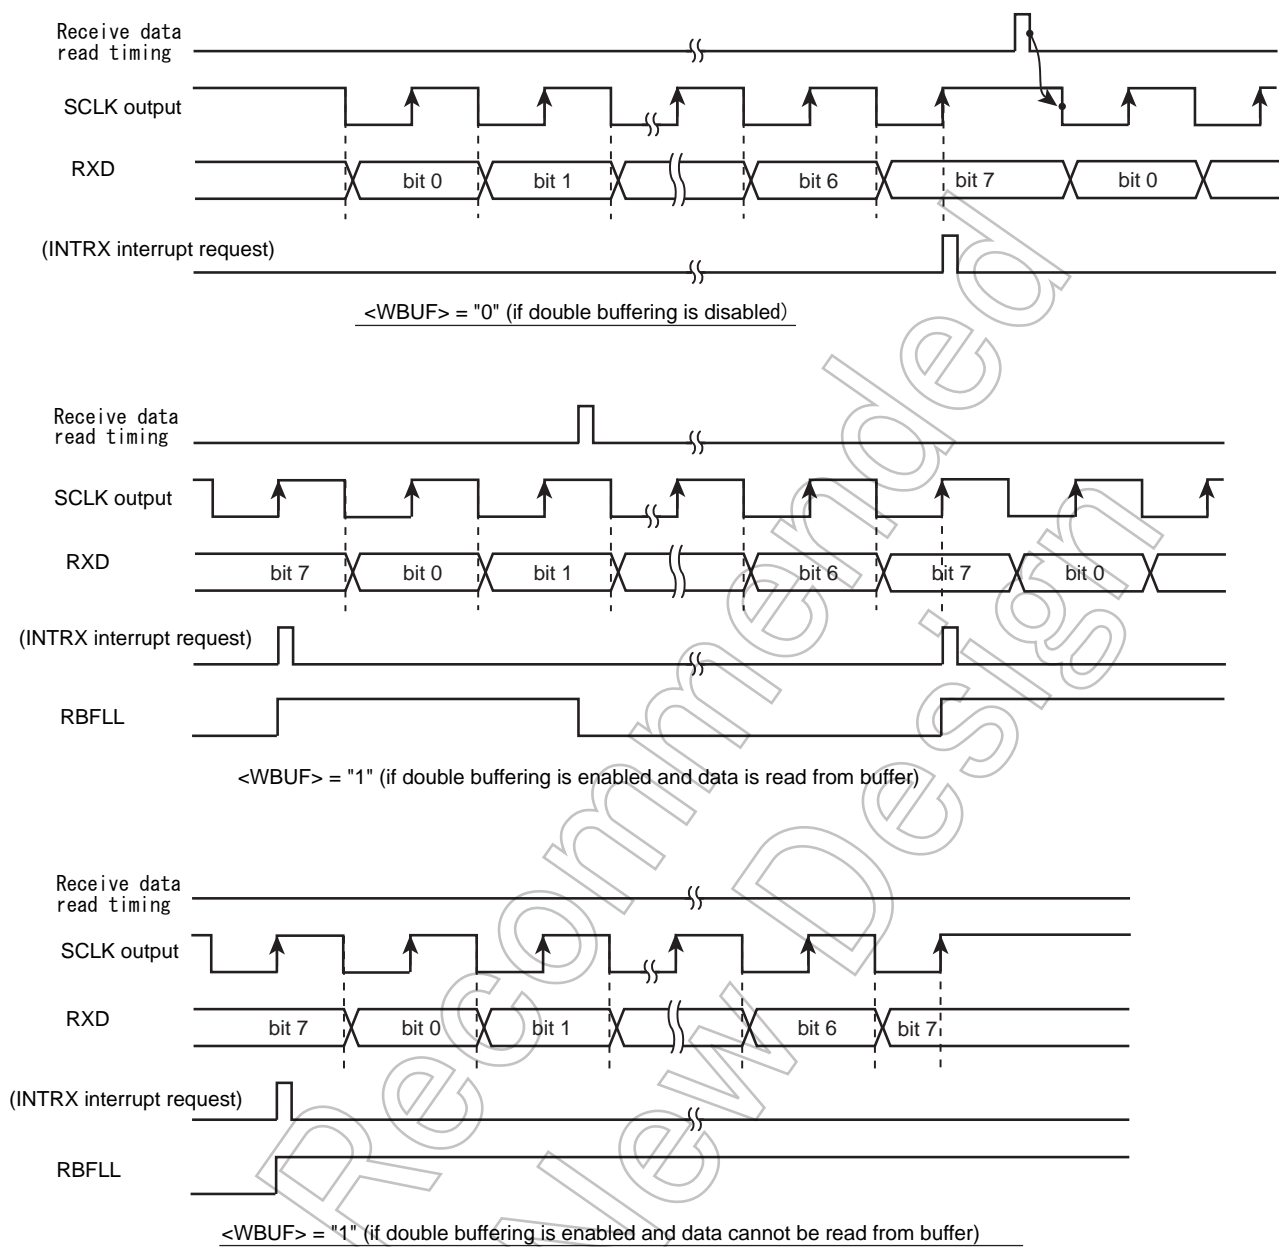 Receive data
read timing
SCLK output
RXD
bit 0
bit 1
bit 6
bit 7
bit 0
(INTRX interrupt request)
<WBUF> = "0" (if double buffering is disabled)
Receive data
read timing
SCLK output
RXD
bit 7
bit 0
bit 1
bit 6
bit 7
bit 0
(INTRX interrupt request)
RBFLL
<WBUF> = "1" (if double buffering is enabled and data is read from buffer)
Receive data
read timing
SCLK output
RXD
bit 7
bit 0
bit 1
bit 6
bit 7
(INTRX interrupt request)
RBFLL
<WBUF> = "1" (if double buffering is enabled and data cannot be read from buffer)
Recommended
New Design